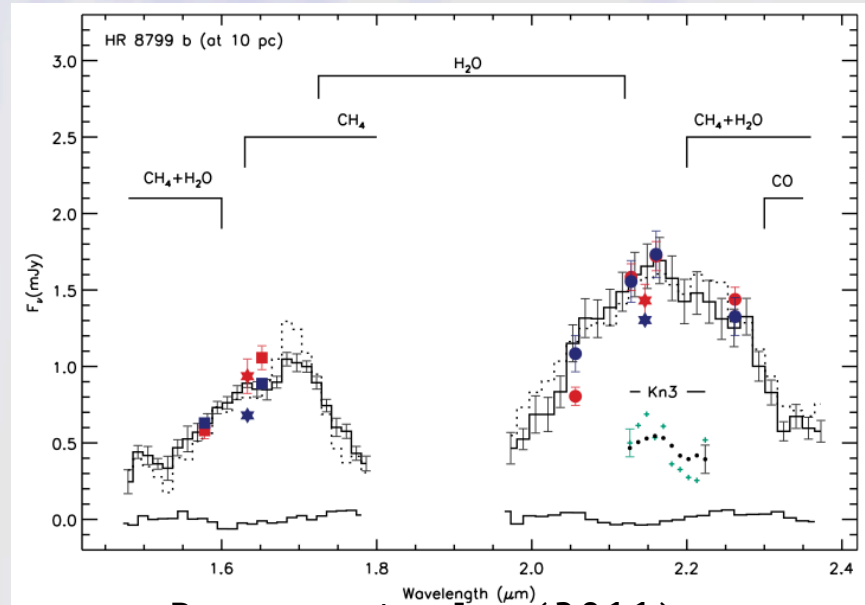 HR 8799 b (at 10 pc)
H₂O
CH₄
CH₄+H₂O
CH₄+H₂O
CO
Kn3
3.0
2.5
2.0
1.5
1.0
0.5
0.0
Fν(mJy)
1.6 1.8 2.0 2.2 2.4
Wavelength (μm)